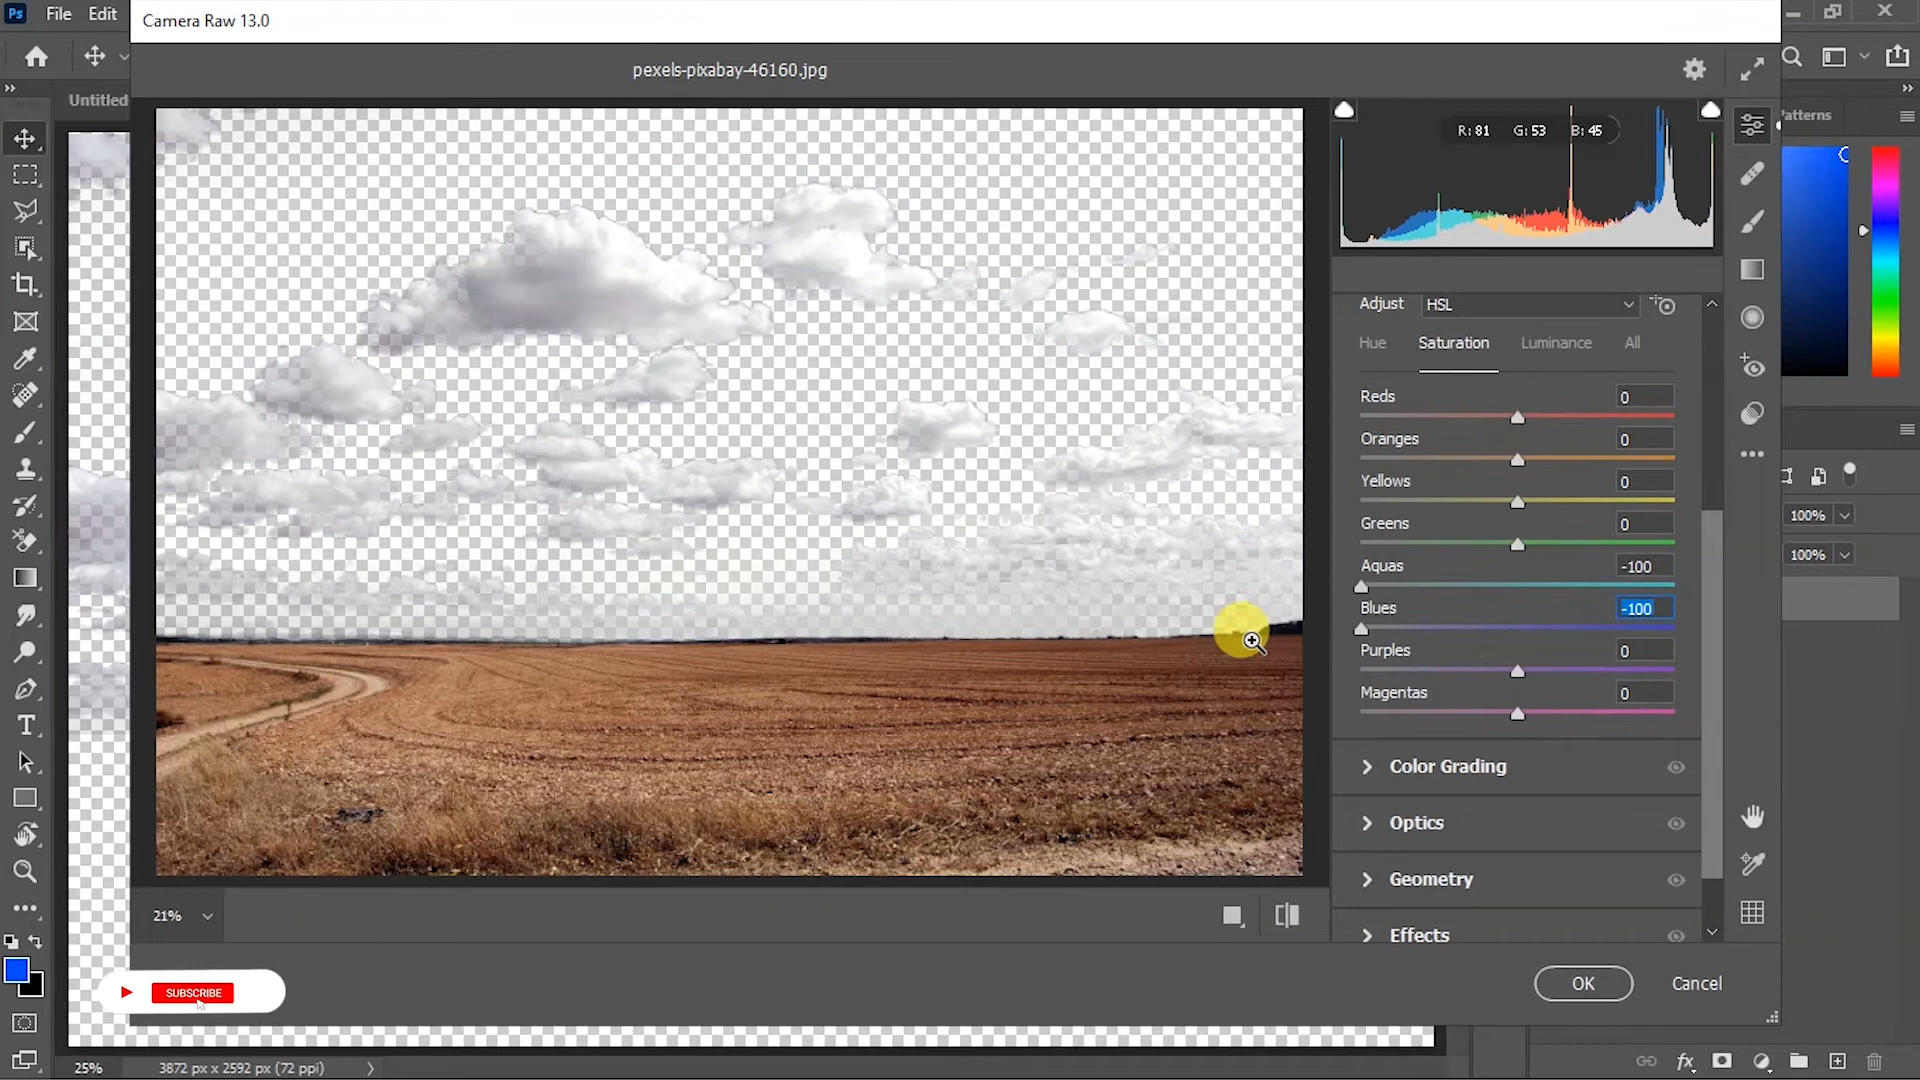 Ps File Edit
Camera Raw 13.0
pexels-pixabay-46160.jpg
Untitled
R: 81 G: 53 B: 45
Patterns
Adjust HSL
Hue Saturation Luminance All
Reds 0
Oranges 0
Yellows 0
Greens 0
Aquas -100
Blues -100
Purples 0
Magentas 0
100%
100%
Color Grading
Optics
Geometry
Effects
21%
OK Cancel
SUBSCRIBE
25% 3872 px x 2592 px (72 ppi)
fx